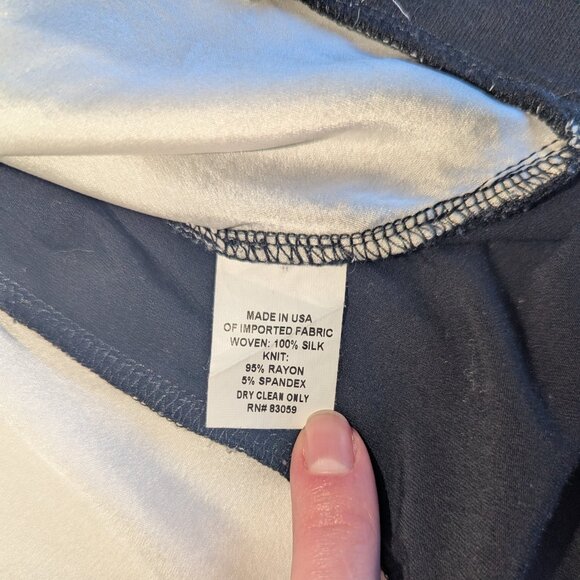 MADE IN USA
OF IMPORTED FABRIC
WOVEN: 100% SILK
KNIT:
95% RAYON
5% SPANDEX
DRY CLEAN ONLY
RN# 83059